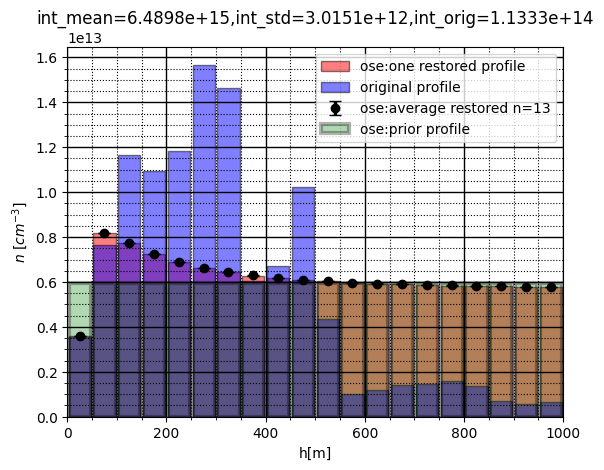 int_mean=6.4898e+15,int_std=3.0151e+12,int_orig=1.1333e+14
1e13
ose:one restored profile
original profile
ose:average restored n=13
ose:prior profile
1.6
1.4
1.2
1.0
0.8
0.6
0.4
0.2
0.0
n [cm⁻³]
0 200 400 600 800 1000
h[m]